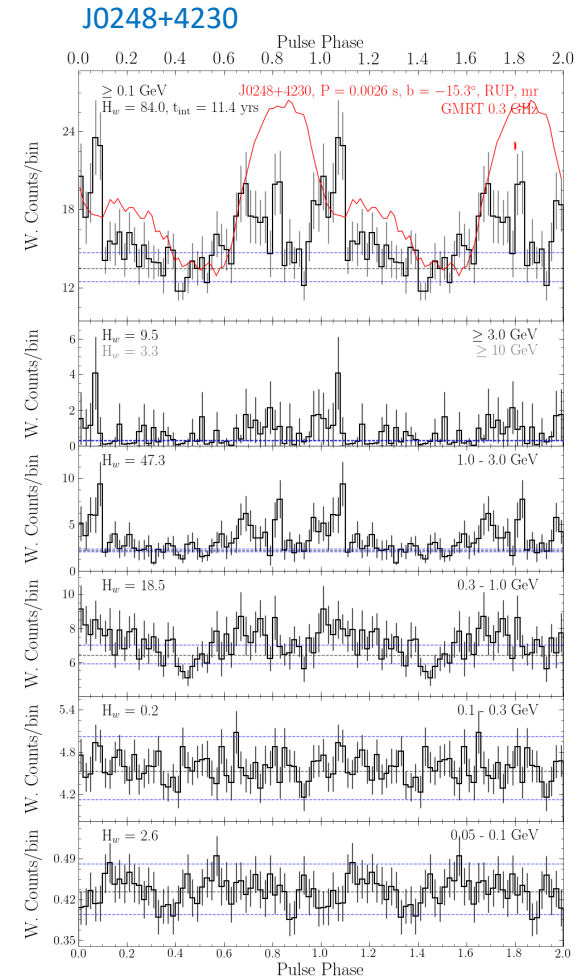 J0248+4230
Pulse Phase
0.0 0.2 0.4 0.6 0.8 1.0 1.2 1.4 1.6 1.8 2.0
≥ 0.1 GeV J0248+4230, P = 0.0026 s, b = −15.3°, RUP, mr
H_w = 84.0, t_int = 11.4 yrs GMRT 0.3 GHz
24
18
12
W. Counts/bin
H_w = 9.5 ≥ 3.0 GeV
H_w = 3.3 ≥ 10 GeV
6
4
2
0
W. Counts/bin
H_w = 47.3 1.0 - 3.0 GeV
10
5
0
W. Counts/bin
H_w = 18.5 0.3 - 1.0 GeV
10
8
6
W. Counts/bin
H_w = 0.2 0.1 - 0.3 GeV
5.4
4.8
4.2
W. Counts/bin
H_w = 2.6 0.05 - 0.1 GeV
0.49
0.42
0.35
W. Counts/bin
0.0 0.2 0.4 0.6 0.8 1.0 1.2 1.4 1.6 1.8 2.0
Pulse Phase